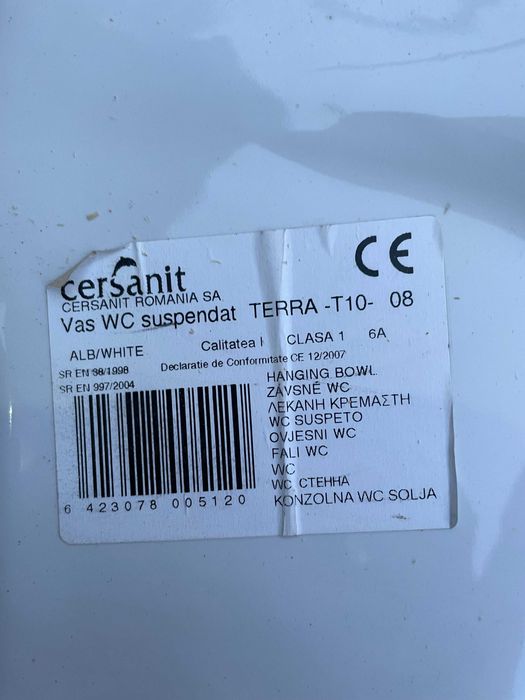 cersanit
CE
CERSANIT ROMANIA SA
Vas WC suspendat TERRA -T10- 08
ALB/WHITE Calitatea I CLASA 1 6A
SR EN 38/1998 Declaratie de Conformitate CE 12/2007
SR EN 997/2004
HANGING BOWL
ZÁVSNÉ WC
ΛΕΚΑΝΗ ΚΡΕΜΑΣΤΗ
WC SUSPETO
OVJESNI WC
FALI WC
WC
WC СТЕННА
KONZOLNA WC SOLJA
6 423078 005120